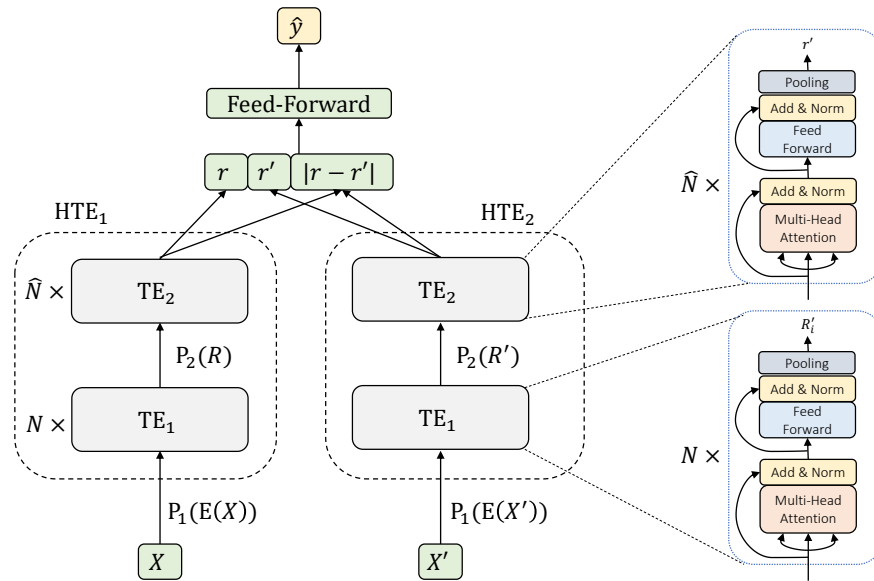 ŷ
Feed-Forward
r r′ |r − r′|
HTE₁
HTE₂
N̂ × TE₂
TE₂
P₂(R)
P₂(R′)
N × TE₁
TE₁
P₁(E(X))
P₁(E(X′))
X
X′
r′
Pooling
Add & Norm
Feed
Forward
N̂ ×
Add & Norm
Multi-Head
Attention
R′ᵢ
Pooling
Add & Norm
Feed
Forward
N ×
Add & Norm
Multi-Head
Attention